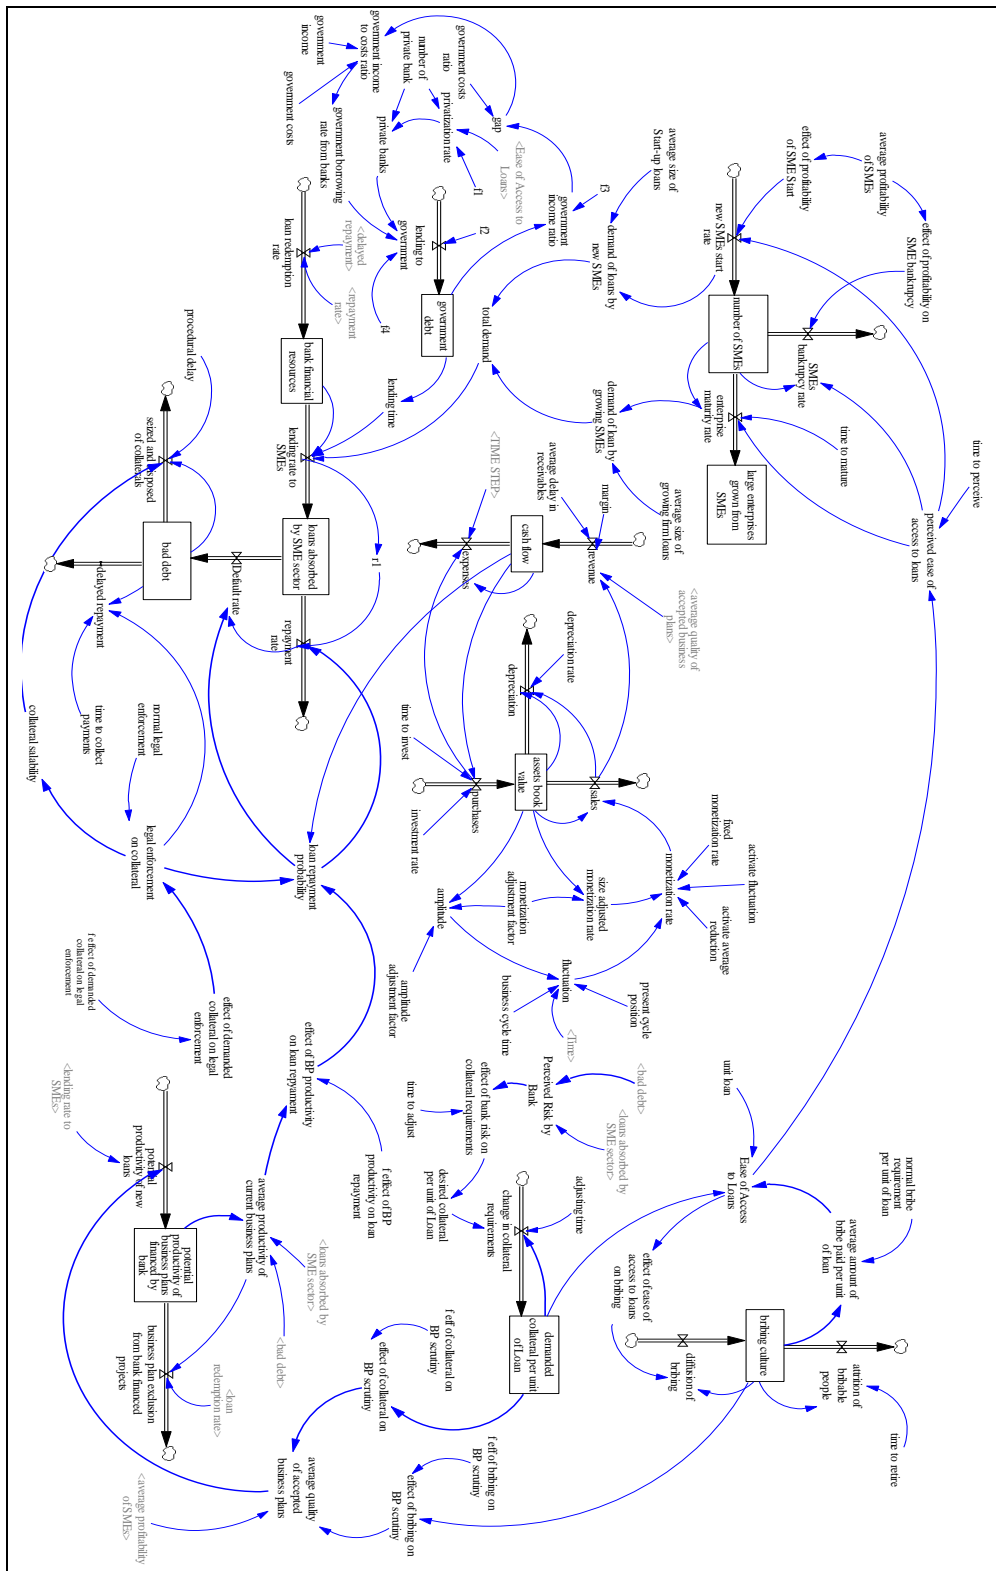 government
income
government costs
government income
to costs ratio
number of
private bank
government costs
ratio
gap
privatization rate
private banks
government borrowing
rate from banks
<Ease of Access to
Loans>
f1
f2
f3
f4
lending to
government
government
debt
government
income ratio
average size of
Start-up loans
demand of loans by
new SMEs
total demand
lending time
demand of loan by
growing SMEs
average size of
growing firm loans
effect of profitability
of SME Start
average profitability
of SMEs
effect of profitability on
SME bankrupcy
new SMEs start
rate
number of SMEs
SMEs
bankrupcy rate
enterprise
maturity rate
large enterprises
grown from
SMEs
time to mature
time to perceive
perceived ease of
access to loans
loan redemption
rate
<delayed
repayment>
<repayment
rate>
bank financial
resources
lending rate to
SMEs
loans absorbed
by SME sector
r1
repayment
rate
Default rate
bad debt
seized and disposed
of collaterals
procedural delay
delayed repayment
time to collect
payments
collateral salability
normal legal
enforcement
legal enforcement
on collateral
loan repayment
probability
<TIME STEP>
average delay in
receivables
margin
revenue
cash flow
expenses
<average quality of
accepted business
plans>
depreciation rate
depreciation
assets book
value
sales
purchases
time to invest
investment rate
fixed
monetization rate
activate fluctuation
activate average
reduction
monetization rate
size adjusted
monetization rate
monetization
adjustment factor
amplitude
amplitude
adjustment factor
fluctuation
business cycle time
present cycle
position
<Time>
f effect of demanded
collateral on legal
enforcement
effect of demanded
collateral on legal
enforcement
effect of BP productivity
on loan repyament
f effect of BP
productivity on loan
repayment
<lending rate to
SMEs>
potential
productivity of new
loans
potential
productivity of
business plans
financed by
bank
average productivity of
current business plans
<loans absorbed by
SME sector>
<bad debt>
business plan exclusion
from bank financed
projects
<loan
redemption rate>
<average profitability
of SMEs>
average quality
of accepted
business plans
<bad debt>
<loans absorbed by
SME sector>
Perceived Risk by
Bank
effect of bank risk on
collateral requirements
time to adjust
desired collateral
per unit of Loan
adjusting time
change in collateral
requirements
demanded
collateral per unit
of Loan
f eff of collateral on
BP scrutiny
effect of collateral on
BP scrutiny
f eff of bribing on
BP scrutiny
effect of bribing on
BP scrutiny
unit loan
Ease of Access
to Loans
normal bribe
requirement
per unit of loan
average amount of
bribe paid per unit
of loan
effect of ease of
access to loans
on bribing
diffusion of
bribing
bribing culture
attrition of
bribable
people
time to retire